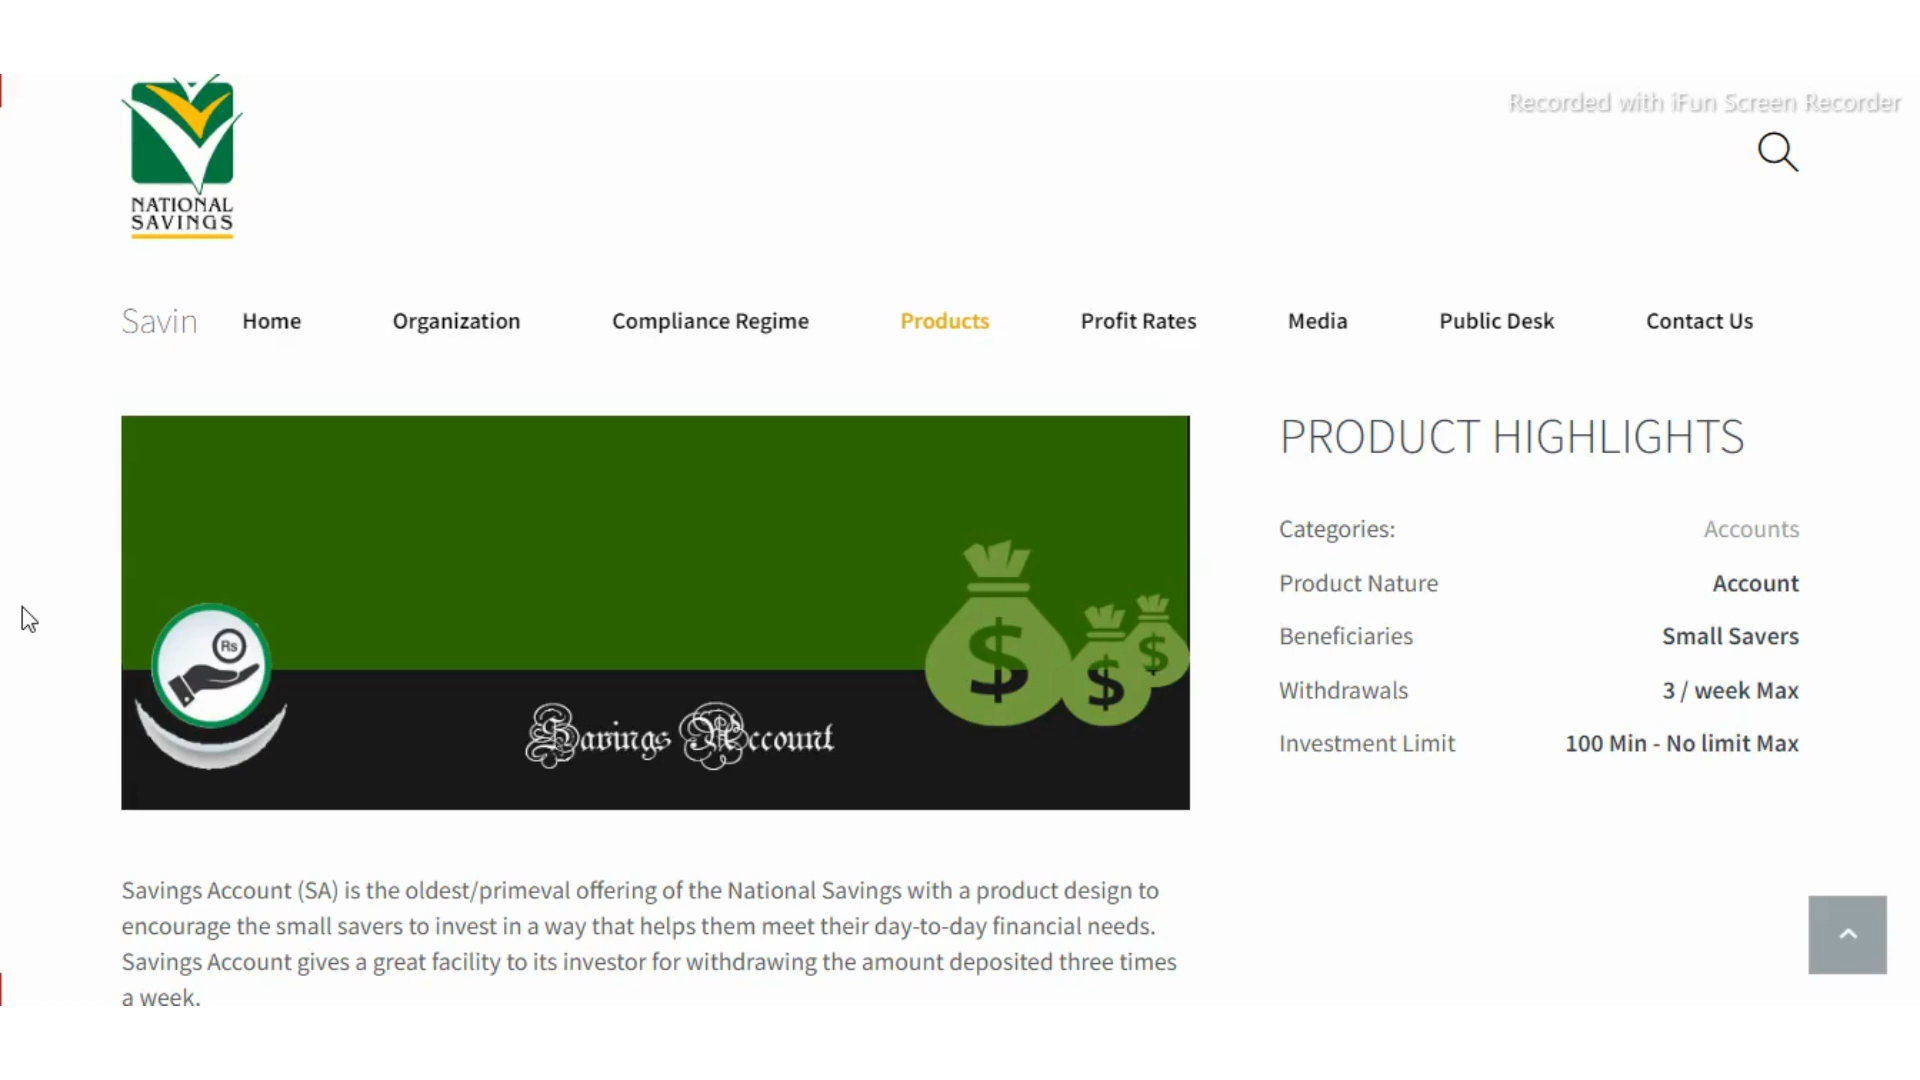 Recorded with iFun Screen Recorder
NATIONAL
SAVINGS
Savin
Home Organization Compliance Regime Products Profit Rates Media Public Desk Contact Us
Rs
$ $ $
Savings Account
PRODUCT HIGHLIGHTS
Categories: Accounts
Product Nature Account
Beneficiaries Small Savers
Withdrawals 3 / week Max
Investment Limit 100 Min - No limit Max
Savings Account (SA) is the oldest/primeval offering of the National Savings with a product design to
encourage the small savers to invest in a way that helps them meet their day-to-day financial needs.
Savings Account gives a great facility to its investor for withdrawing the amount deposited three times
a week.